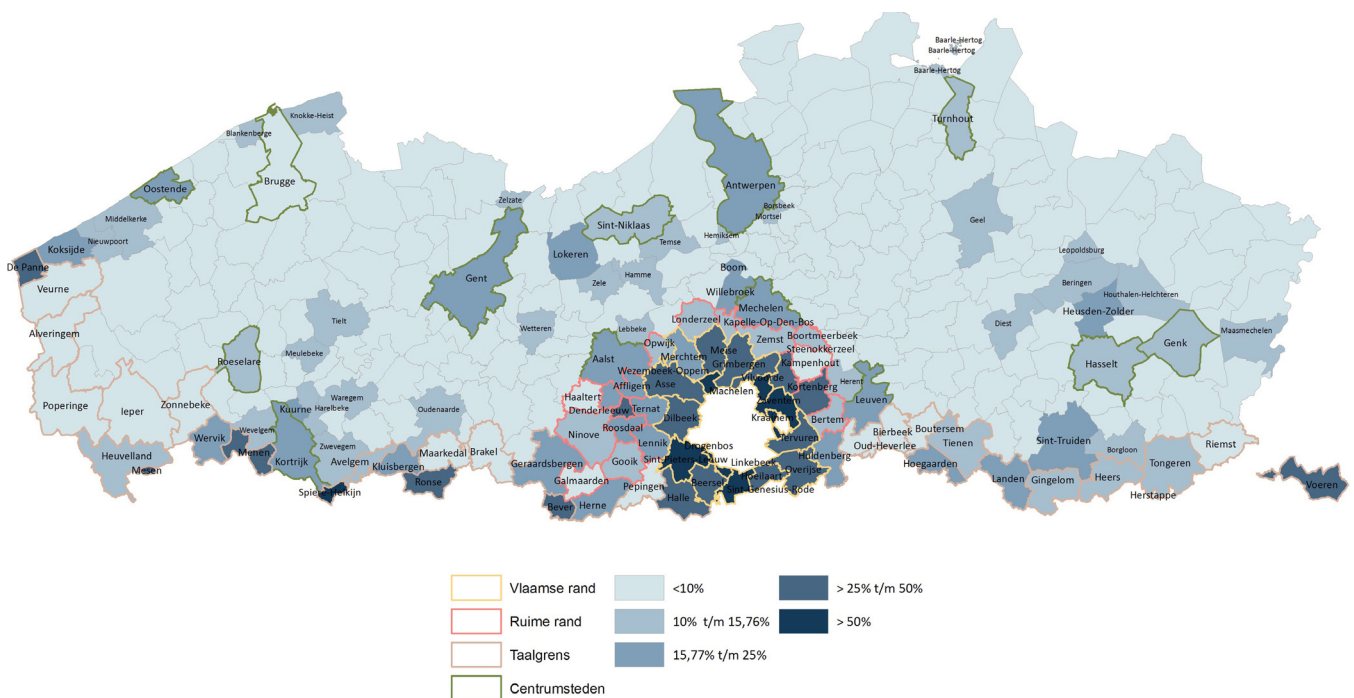 Baarle-Hertog
Baarle-Hertog
Baarle-Hertog
Turnhout
Knokke-Heist
Blankenberge
Brugge
Oostende
Middelkerke
Nieuwpoort
Koksijde
De Panne
Veurne
Alveringem
Poperinge
Ieper
Zonnebeke
Heuvelland
Mesen
Wervik
Menen
Wevelgem
Kuurne
Kortrijk
Harelbeke
Waregem
Zwevegem
Avelgem
Spiere-Helkijn
Kluisbergen
Ronse
Oudenaarde
Maarkedal
Brakel
Roeselare
Meulebeke
Tielt
Zelzate
Gent
Lokeren
Sint-Niklaas
Temse
Hamme
Zele
Wetteren
Lebbeke
Antwerpen
Borsbeek
Mortsel
Hemiksem
Boom
Willebroek
Mechelen
Londerzeel
Kapelle-Op-Den-Bos
Boortmeerbeek
Zemst
Steenokkerzeel
Kampenhout
Opwijk
Merchtem
Meise
Grimbergen
Vilvoorde
Kortenberg
Herent
Leuven
Aalst
Wezembeek-Oppem
Asse
Machelen
Zaventem
Affligem
Haaltert
Denderleeuw
Ternat
Dilbeek
Kraainem
Bertem
Ninove
Roosdaal
Tervuren
Lennik
Drogenbos
Huldenberg
Geraardsbergen
Gooik
Sint-Pieters-Leeuw
Linkebeek
Overijse
Galmaarden
Pepingen
Beersel
Hoeilaart
Sint-Genesius-Rode
Halle
Herne
Bever
Bierbeek
Boutersem
Oud-Heverlee
Tienen
Hoegaarden
Landen
Gingelom
Sint-Truiden
Borgloon
Heers
Tongeren
Herstappe
Riemst
Voeren
Geel
Leopoldsburg
Beringen
Houthalen-Helchteren
Heusden-Zolder
Diest
Hasselt
Genk
Maasmechelen
Vlaamse rand
<10%
> 25% t/m 50%
Ruime rand
10% t/m 15,76%
> 50%
Taalgrens
15,77% t/m 25%
Centrumsteden